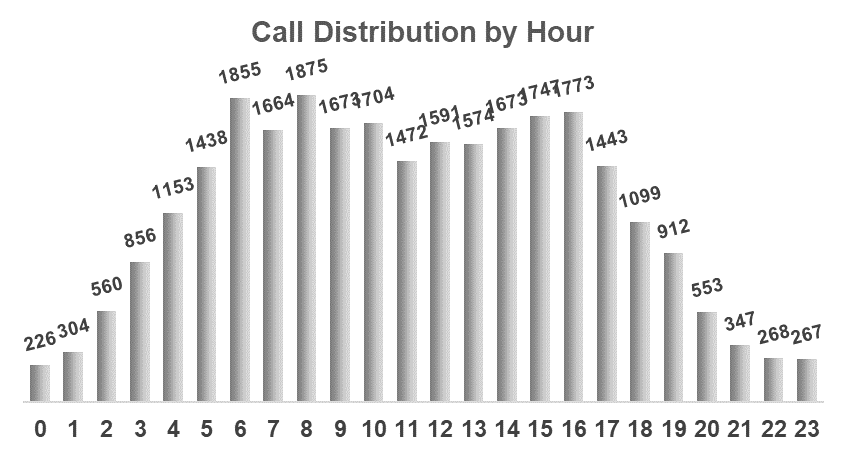 Call Distribution by Hour
226 304 560 856 1153 1438 1855 1664 1875 1673 1704 1472 1591 1574 1673 1747 1773 1443 1099 912 553 347 268 267
0 1 2 3 4 5 6 7 8 9 10 11 12 13 14 15 16 17 18 19 20 21 22 23